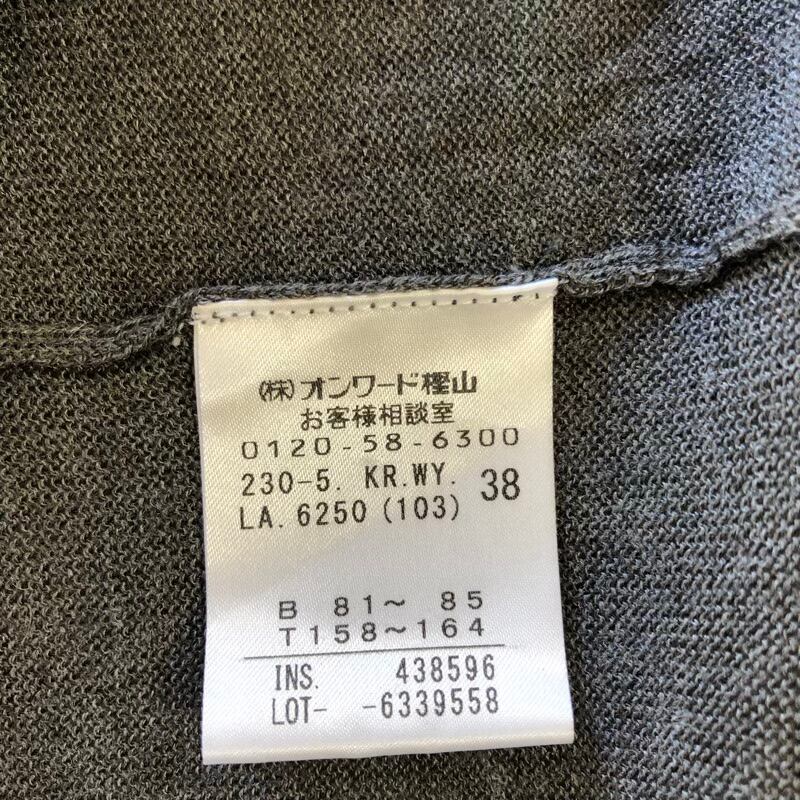 (株)オンワード樫山
お客様相談室
0120-58-6300
230-5. KR.WY. 38
LA. 6250 (103)
B 81~ 85
T 158~164
INS. 438596
LOT- -6339558